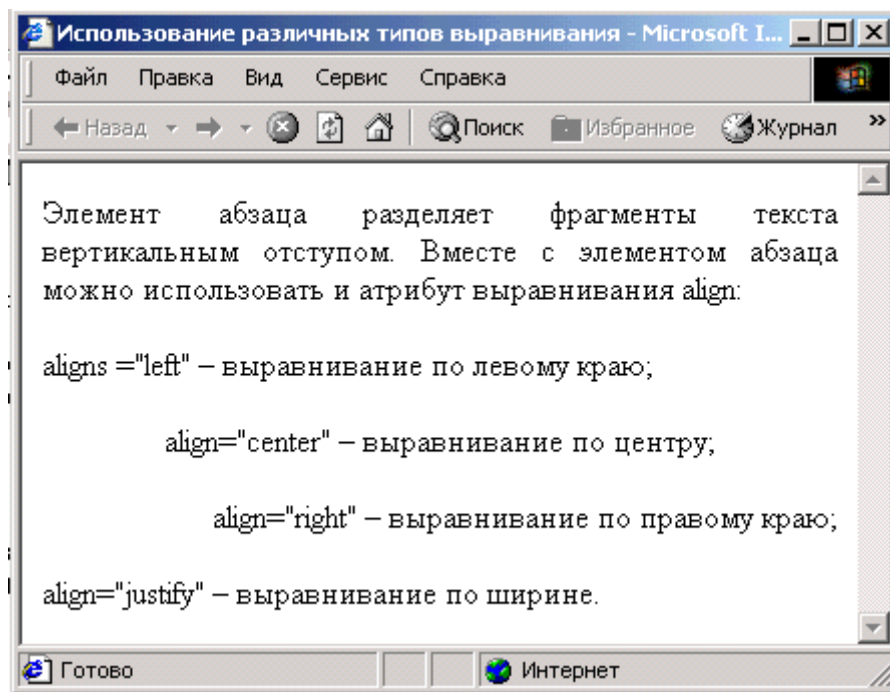 Использование различных типов выравнивания - Microsoft I...
Файл Правка Вид Сервис Справка
Назад Поиск Избранное Журнал »
Элемент абзаца разделяет фрагменты текста
вертикальным отступом. Вместе с элементом абзаца
можно использовать и атрибут выравнивания align:
aligns ="left" – выравнивание по левому краю;
align="center" – выравнивание по центру;
align="right" – выравнивание по правому краю;
align="justify" – выравнивание по ширине.
Готово Интернет